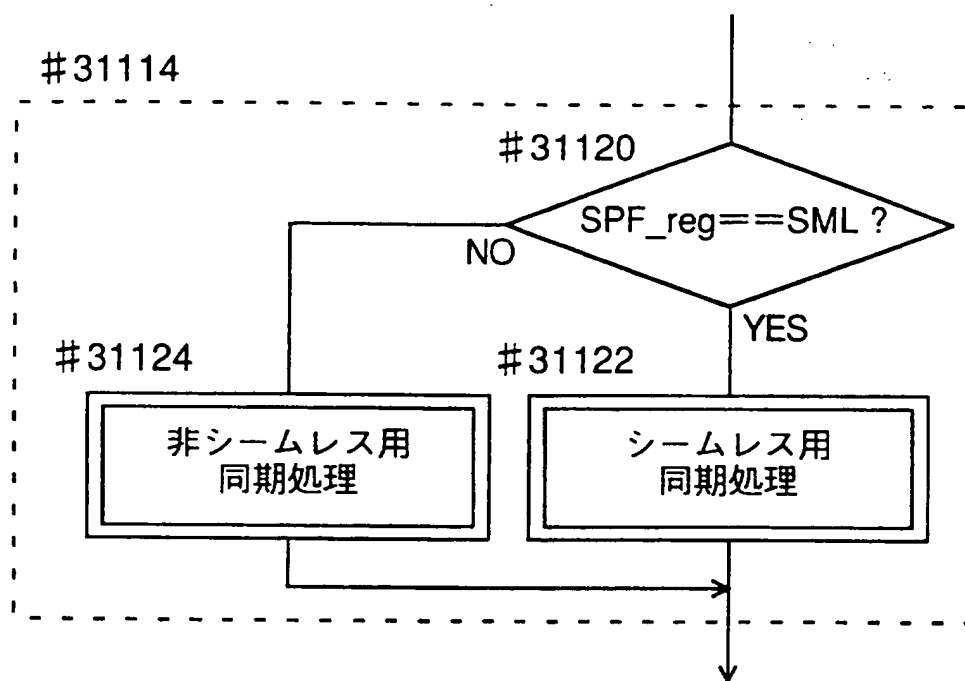 #31114
#31120
SPF_reg==SML ?
NO
YES
#31124
#31122
非シームレス用
同期処理
シームレス用
同期処理